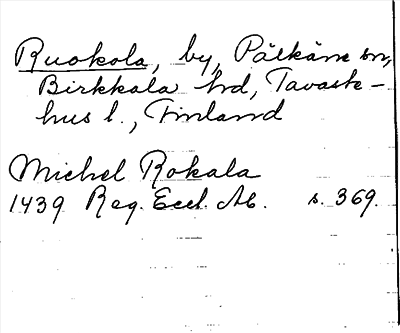 Ruokola, by, Pälkäne sn,
Birkkala hd, Tavaste-
hus l., Finland
Michel Rokala
1439 Reg. Eccl. Ab. s. 369.